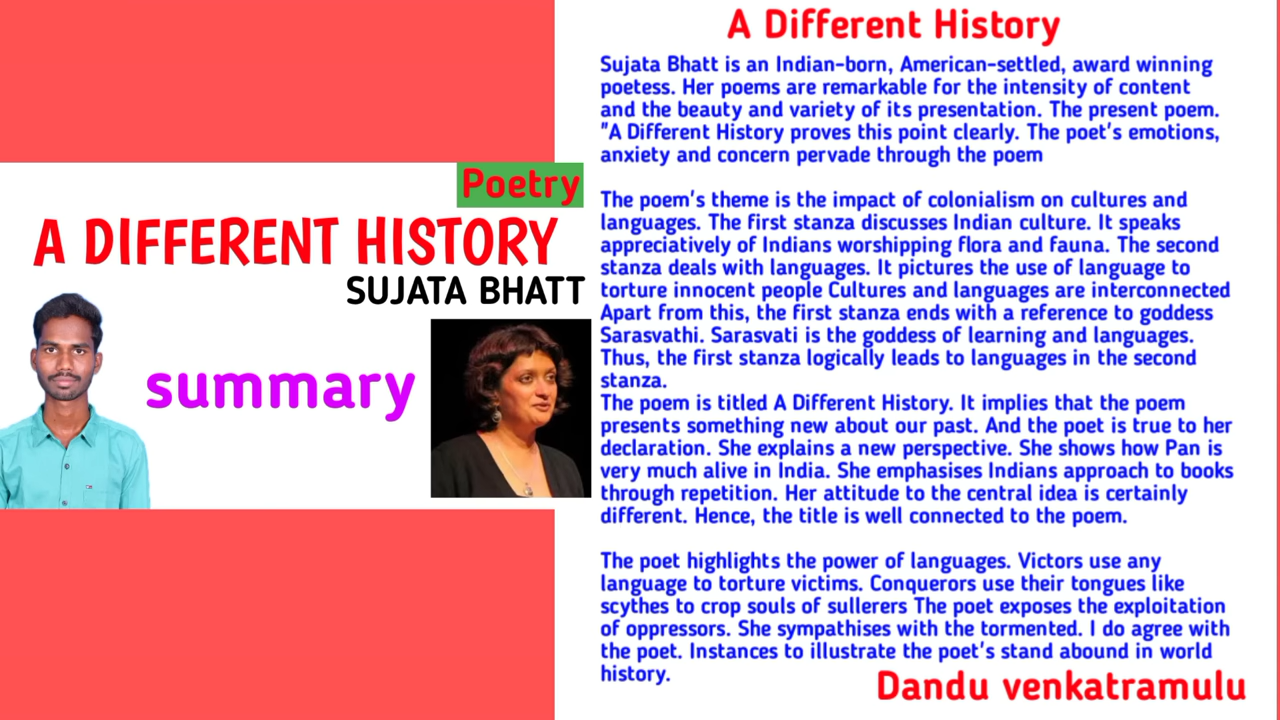 Poetry
A DIFFERENT HISTORY
SUJATA BHATT
summary
A Different History
Sujata Bhatt is an Indian-born, American-settled, award winning
poetess. Her poems are remarkable for the intensity of content
and the beauty and variety of its presentation. The present poem.
"A Different History proves this point clearly. The poet's emotions,
anxiety and concern pervade through the poem
The poem's theme is the impact of colonialism on cultures and
languages. The first stanza discusses Indian culture. It speaks
appreciatively of Indians worshipping flora and fauna. The second
stanza deals with languages. It pictures the use of language to
torture innocent people Cultures and languages are interconnected
Apart from this, the first stanza ends with a reference to goddess
Sarasvathi. Sarasvati is the goddess of learning and languages.
Thus, the first stanza logically leads to languages in the second
stanza.
The poem is titled A Different History. It implies that the poem
presents something new about our past. And the poet is true to her
declaration. She explains a new perspective. She shows how Pan is
very much alive in India. She emphasises Indians approach to books
through repetition. Her attitude to the central idea is certainly
different. Hence, the title is well connected to the poem.
The poet highlights the power of languages. Victors use any
language to torture victims. Conquerors use their tongues like
scythes to crop souls of sullerers The poet exposes the exploitation
of oppressors. She sympathises with the tormented. I do agree with
the poet. Instances to illustrate the poet's stand abound in world
history.
Dandu venkatramulu